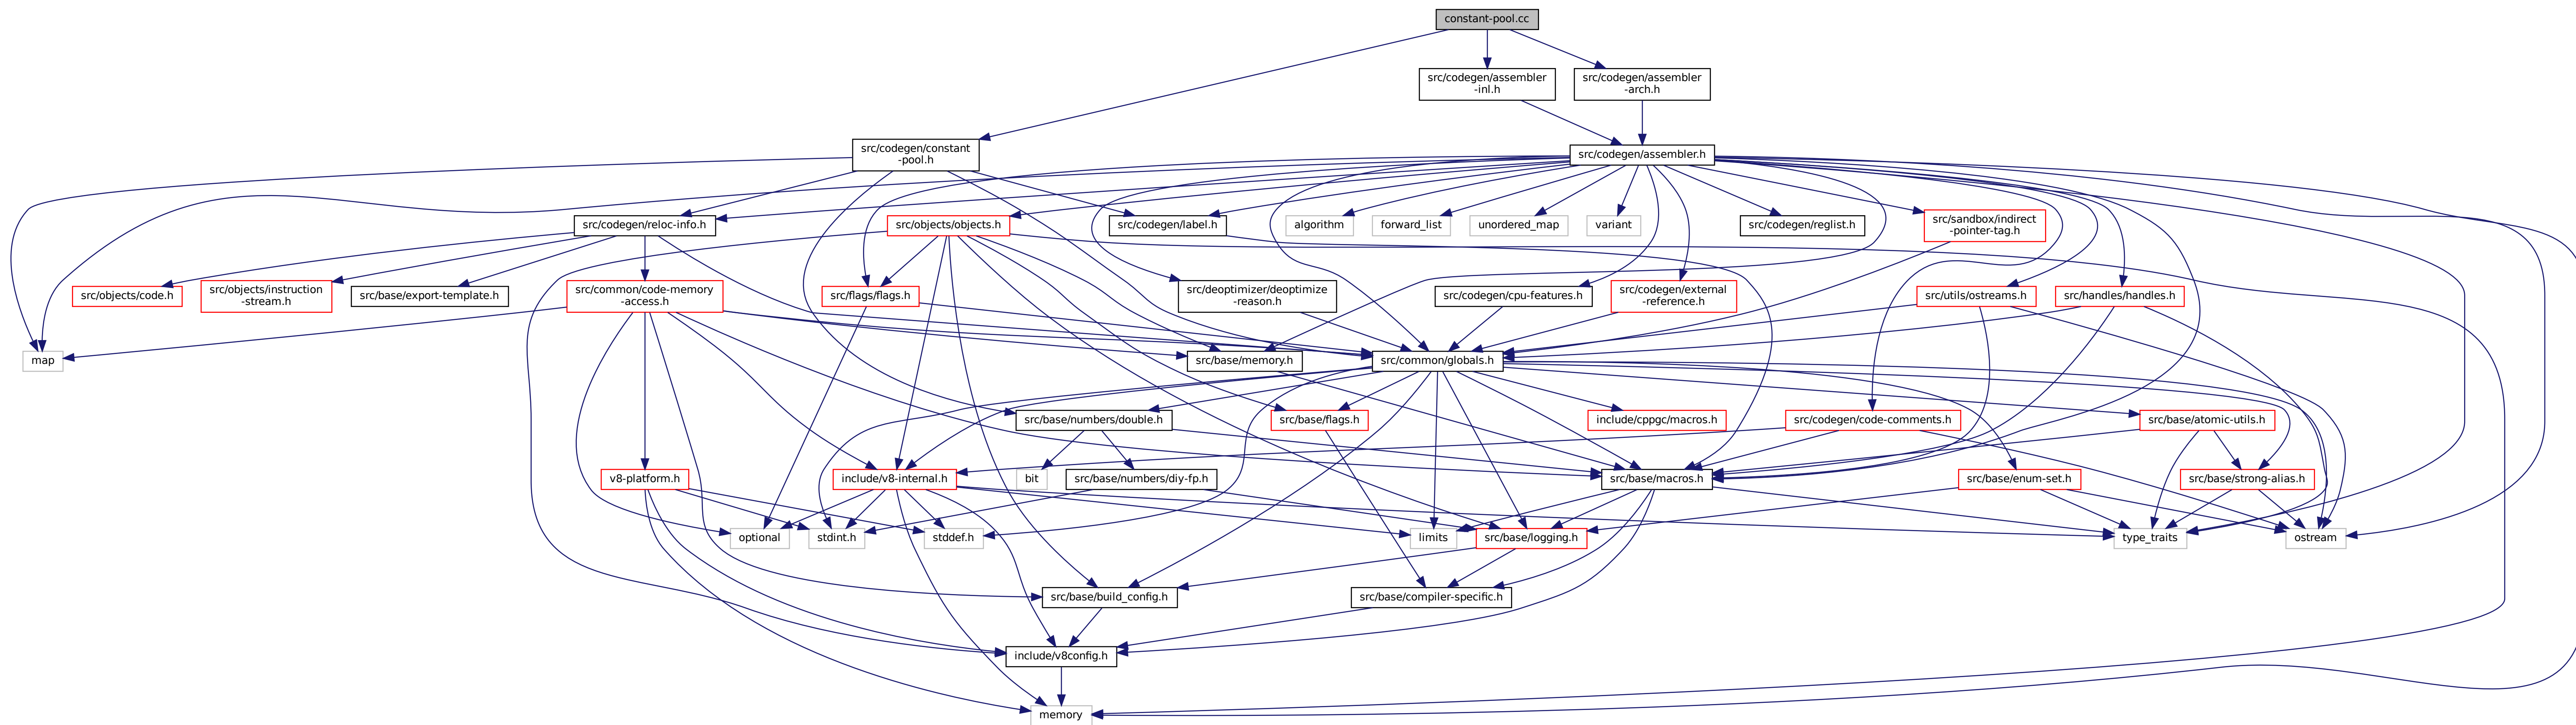 constant-pool.cc
src/codegen/assembler
-inl.h
src/codegen/assembler
-arch.h
src/codegen/constant
-pool.h
src/codegen/assembler.h
src/codegen/reloc-info.h
src/objects/objects.h
src/codegen/label.h
algorithm
forward_list
unordered_map
variant
src/codegen/reglist.h
src/sandbox/indirect
-pointer-tag.h
src/objects/code.h
src/objects/instruction
-stream.h
src/base/export-template.h
src/common/code-memory
-access.h
src/flags/flags.h
src/deoptimizer/deoptimize
-reason.h
src/codegen/cpu-features.h
src/codegen/external
-reference.h
src/utils/ostreams.h
src/handles/handles.h
map
src/base/memory.h
src/common/globals.h
src/base/numbers/double.h
src/base/flags.h
include/cppgc/macros.h
src/codegen/code-comments.h
src/base/atomic-utils.h
v8-platform.h
include/v8-internal.h
bit
src/base/numbers/diy-fp.h
src/base/macros.h
src/base/enum-set.h
src/base/strong-alias.h
optional
stdint.h
stddef.h
limits
src/base/logging.h
type_traits
ostream
src/base/build_config.h
src/base/compiler-specific.h
include/v8config.h
memory